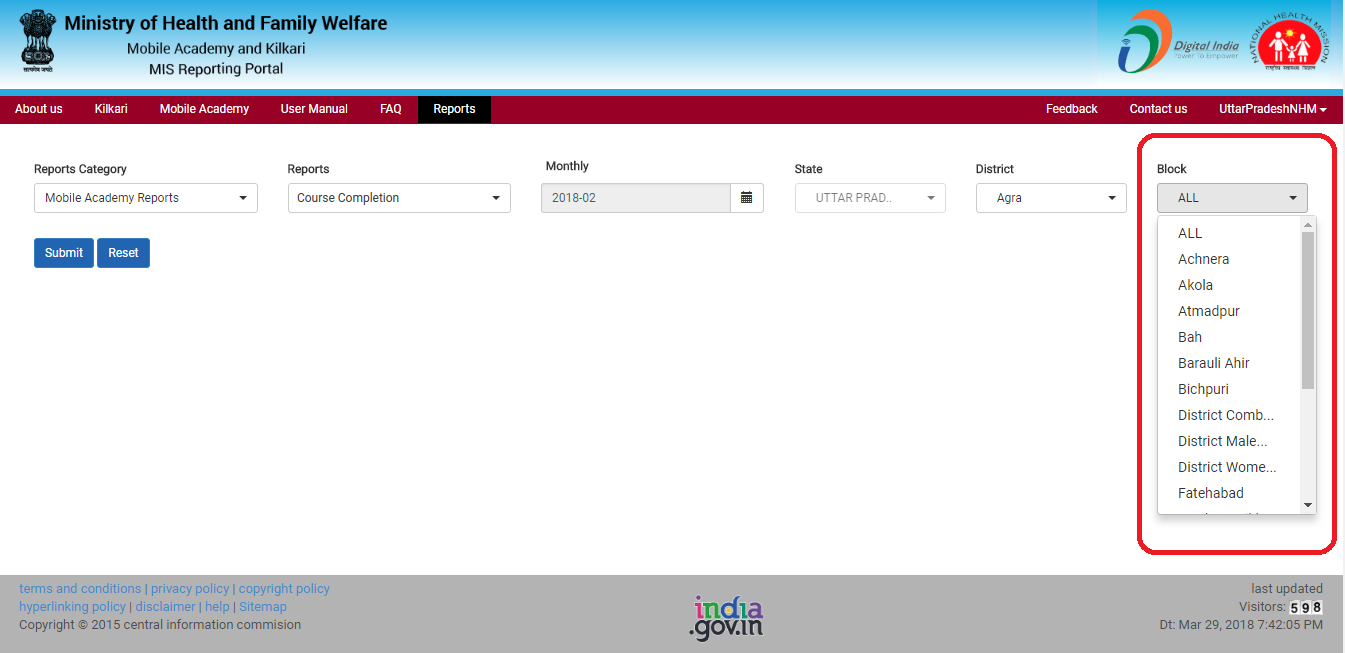 Ministry of Health and Family Welfare
Mobile Academy and Kilkari
MIS Reporting Portal
सत्यमेव जयते
Digital India
Power To Empower
NATIONAL HEALTH MISSION
राष्ट्रीय स्वास्थ्य मिशन
About us Kilkari Mobile Academy User Manual FAQ Reports Feedback Contact us UttarPradeshNHM
Reports Category Reports Monthly State District Block
Mobile Academy Reports Course Completion 2018-02 UTTAR PRAD.. Agra ALL
Submit Reset
ALL
Achnera
Akola
Atmadpur
Bah
Barauli Ahir
Bichpuri
District Comb...
District Male...
District Wome...
Fatehabad
terms and conditions | privacy policy | copyright policy
hyperlinking policy | disclaimer | help | Sitemap
Copyright © 2015 central information commision
india
.gov.in
last updated
Visitors: 598
Dt: Mar 29, 2018 7:42:05 PM